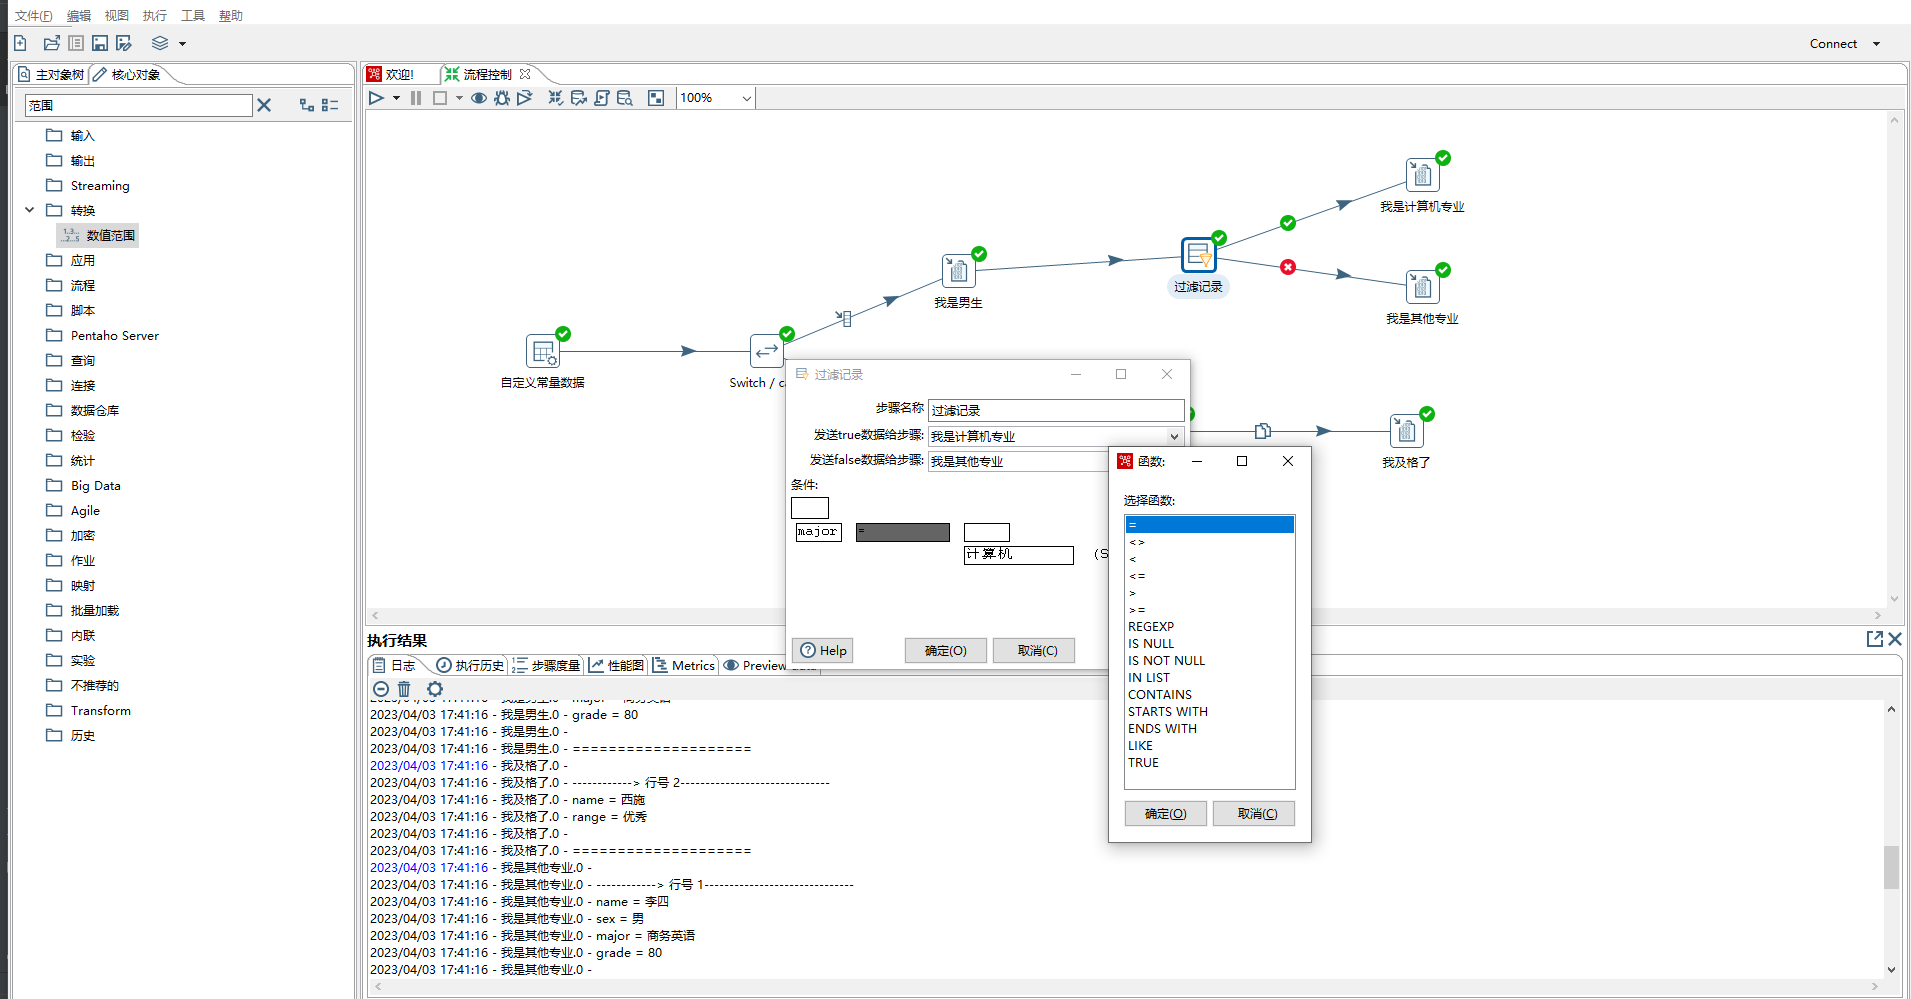 文件(F) 编辑 视图 执行 工具 帮助
Connect
主对象树 核心对象
欢迎! 流程控制
100%
范围
输入
输出
Streaming
转换
1..3... ...2...5 数值范围
应用
流程
脚本
Pentaho Server
查询
连接
数据仓库
检验
统计
Big Data
Agile
加密
作业
映射
批量加载
内联
实验
不推荐的
Transform
历史
我是计算机专业
过滤记录
我是男生
我是其他专业
自定义常量数据
Switch / ca
我及格了
过滤记录
步骤名称 过滤记录
发送true数据给步骤: 我是计算机专业
发送false数据给步骤: 我是其他专业
条件:
major = 
计算机 (S
Help 确定(O) 取消(C)
函数:
选择函数:
=
<>
<
<=
>
>=
REGEXP
IS NULL
IS NOT NULL
IN LIST
CONTAINS
STARTS WITH
ENDS WITH
LIKE
TRUE
确定(O) 取消(C)
执行结果
日志 执行历史 步骤度量 性能图 Metrics Preview
2023/04/03 17:41:16 - 我是男生.0 - major = 商务英语
2023/04/03 17:41:16 - 我是男生.0 - grade = 80
2023/04/03 17:41:16 - 我是男生.0 -
2023/04/03 17:41:16 - 我是男生.0 - ====================
2023/04/03 17:41:16 - 我及格了.0 -
2023/04/03 17:41:16 - 我及格了.0 - ------------> 行号 2------------------------------
2023/04/03 17:41:16 - 我及格了.0 - name = 西施
2023/04/03 17:41:16 - 我及格了.0 - range = 优秀
2023/04/03 17:41:16 - 我及格了.0 -
2023/04/03 17:41:16 - 我及格了.0 - ====================
2023/04/03 17:41:16 - 我是其他专业.0 -
2023/04/03 17:41:16 - 我是其他专业.0 - ------------> 行号 1------------------------------
2023/04/03 17:41:16 - 我是其他专业.0 - name = 李四
2023/04/03 17:41:16 - 我是其他专业.0 - sex = 男
2023/04/03 17:41:16 - 我是其他专业.0 - major = 商务英语
2023/04/03 17:41:16 - 我是其他专业.0 - grade = 80
2023/04/03 17:41:16 - 我是其他专业.0 -